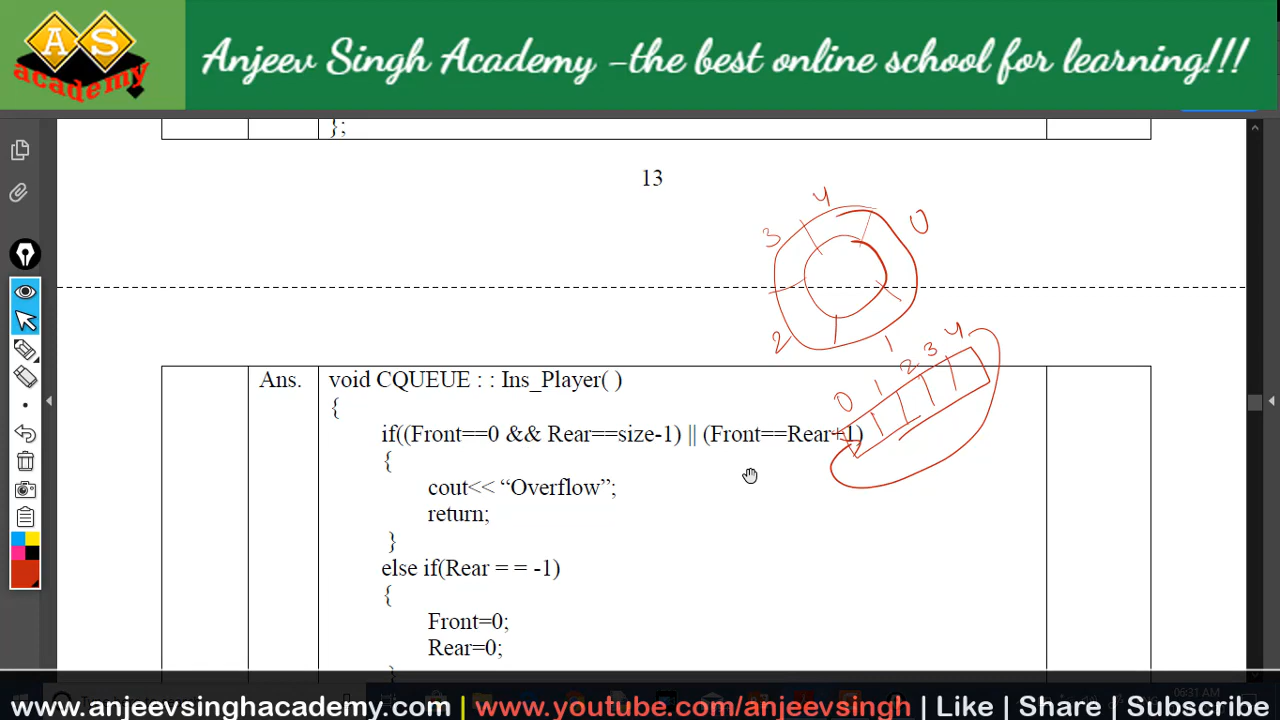 AS
academy
Anjeev Singh Academy -the best online school for learning!!!
};
13
4
3
0
2
1
0 1 2 3 4
Ans.
void CQUEUE : : Ins_Player( )
{
if((Front==0 && Rear==size-1) || (Front==Rear+1)
{
cout<< “Overflow”;
return;
}
else if(Rear = = -1)
{
Front=0;
Rear=0;
}
www.anjeevsinghacademy.com | www.youtube.com/anjeevsingh | Like | Share | Subscribe